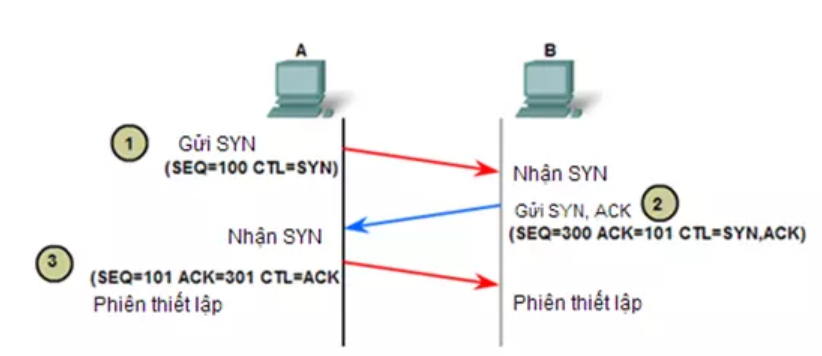 A
B
1
Gửi SYN
(SEQ=100 CTL=SYN)
Nhận SYN
Gửi SYN, ACK
2
(SEQ=300 ACK=101 CTL=SYN,ACK)
Nhận SYN
3
(SEQ=101 ACK=301 CTL=ACK
Phiên thiết lập
Phiên thiết lập